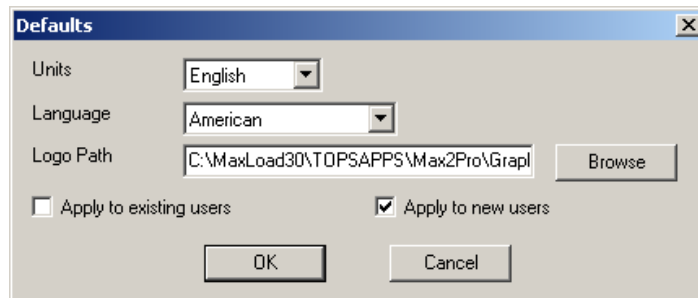 Defaults
Units English
Language American
Logo Path C:\MaxLoad30\TOPSAPPS\Max2Pro\Grapl Browse
Apply to existing users Apply to new users
OK Cancel